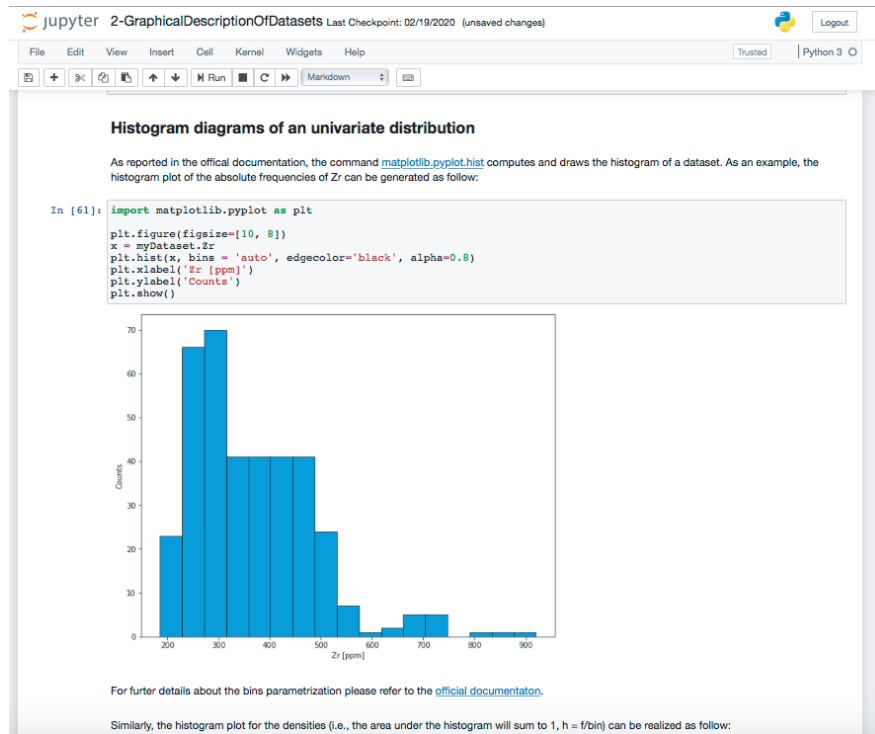 jupyter 2-GraphicalDescriptionOfDatasets Last Checkpoint: 02/19/2020 (unsaved changes) Logout
File Edit View Insert Cell Kernel Widgets Help Trusted Python 3
Run Markdown
Histogram diagrams of an univariate distribution
As reported in the offical documentation, the command matplotlib.pyplot.hist computes and draws the histogram of a dataset. As an example, the
histogram plot of the absolute frequencies of Zr can be generated as follow:
In [61]: import matplotlib.pyplot as plt
plt.figure(figsize=[10, 8])
x = myDataset.Zr
plt.hist(x, bins = 'auto', edgecolor='black', alpha=0.8)
plt.xlabel('Zr [ppm]')
plt.ylabel('Counts')
plt.show()
70
60
50
40
Counts
30
20
10
0
200 300 400 500 600 700 800 900
Zr [ppm]
For furter details about the bins parametrization please refer to the official documentaton.
Similarly, the histogram plot for the densities (i.e., the area under the histogram will sum to 1, h = f/bin) can be realized as follow: